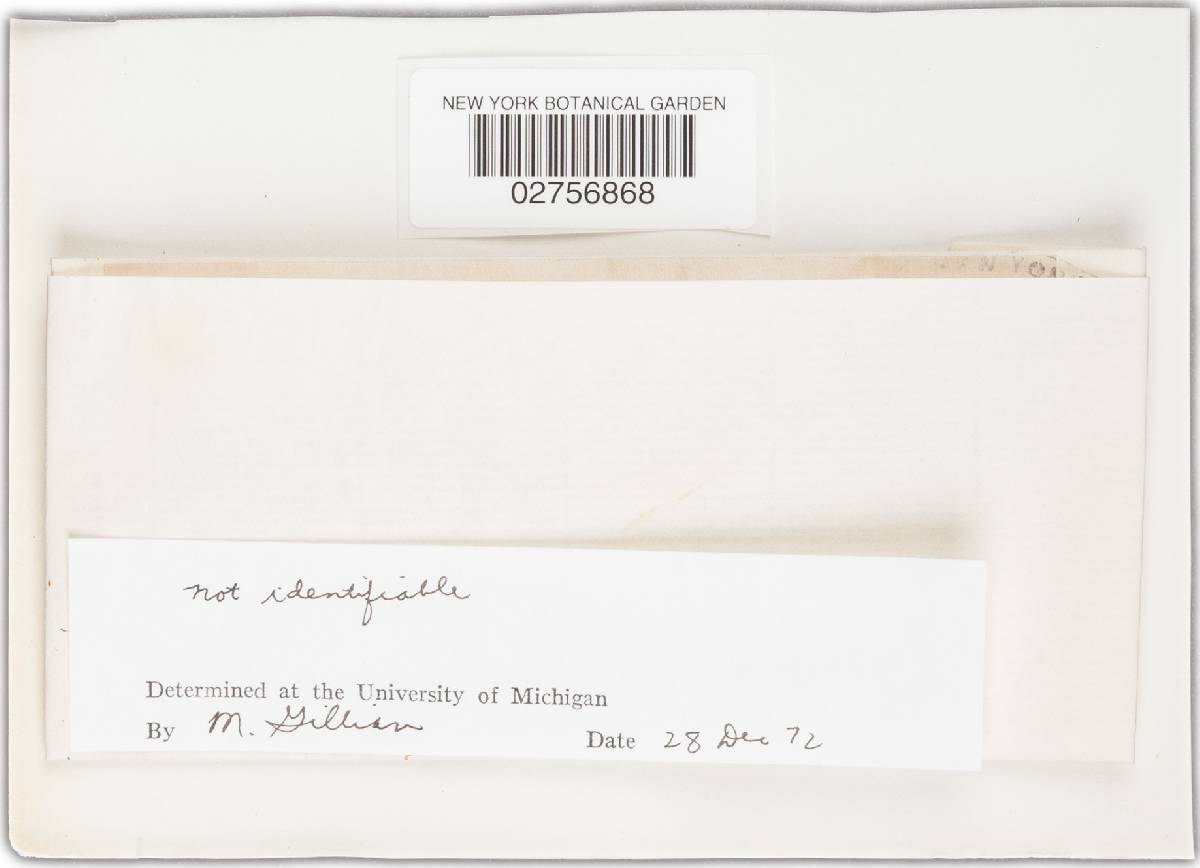 NEW YORK BOTANICAL GARDEN
02756868
not identifiable
Determined at the University of Michigan
By M. Gillian
Date 28 Dec 72